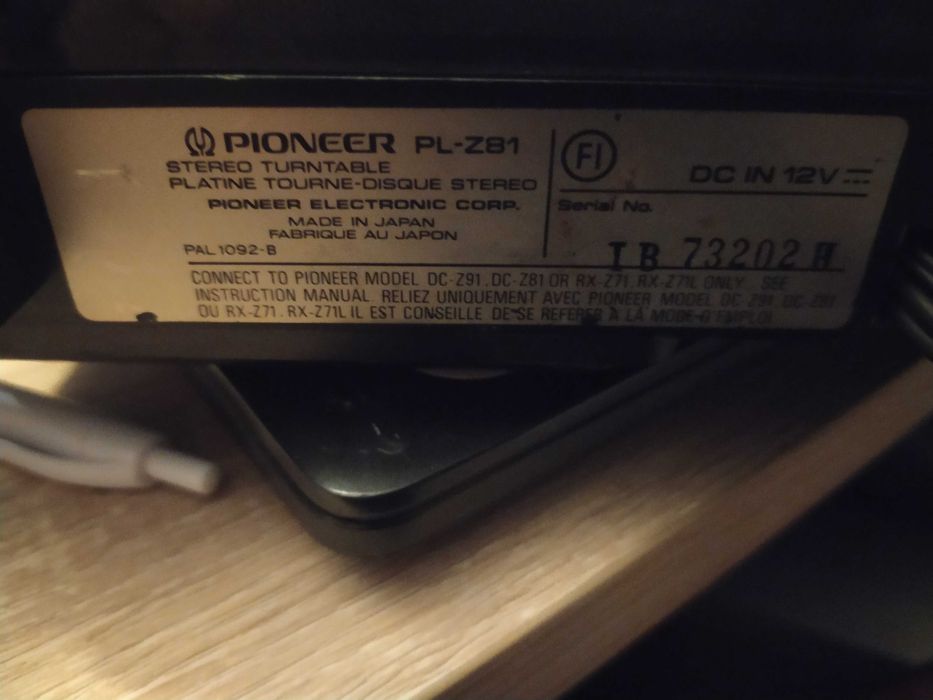 PIONEER PL-Z81
STEREO TURNTABLE
PLATINE TOURNE-DISQUE STEREO
PIONEER ELECTRONIC CORP.
MADE IN JAPAN
FABRIQUE AU JAPON
PAL 1092-B
FI
DC IN 12V
Serial No.
73202
CONNECT TO PIONEER MODEL DC-Z91 . DC-Z81 OR RX-Z71 . RX-Z71L ONLY. SEE
INSTRUCTION MANUAL. RELIEZ UNIQUEMENT AVEC PIONEER MODEL DC-Z91 . DC-Z81
OU RX-Z71 . RX-Z71L IL EST CONSEILLE DE SE REFERER A LA MODE-D'EMPLOI